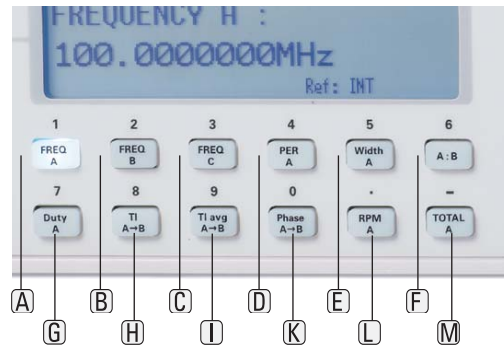 FREQUENCY A :
100.0000000MHz
Ref: INT
1 2 3 4 5 6
FREQ A FREQ B FREQ C PER A Width A A:B
7 8 9 0 . -
Duty A TI A→B TI avg A→B Phase A→B RPM A TOTAL A
A B C D E F
G H I K L M